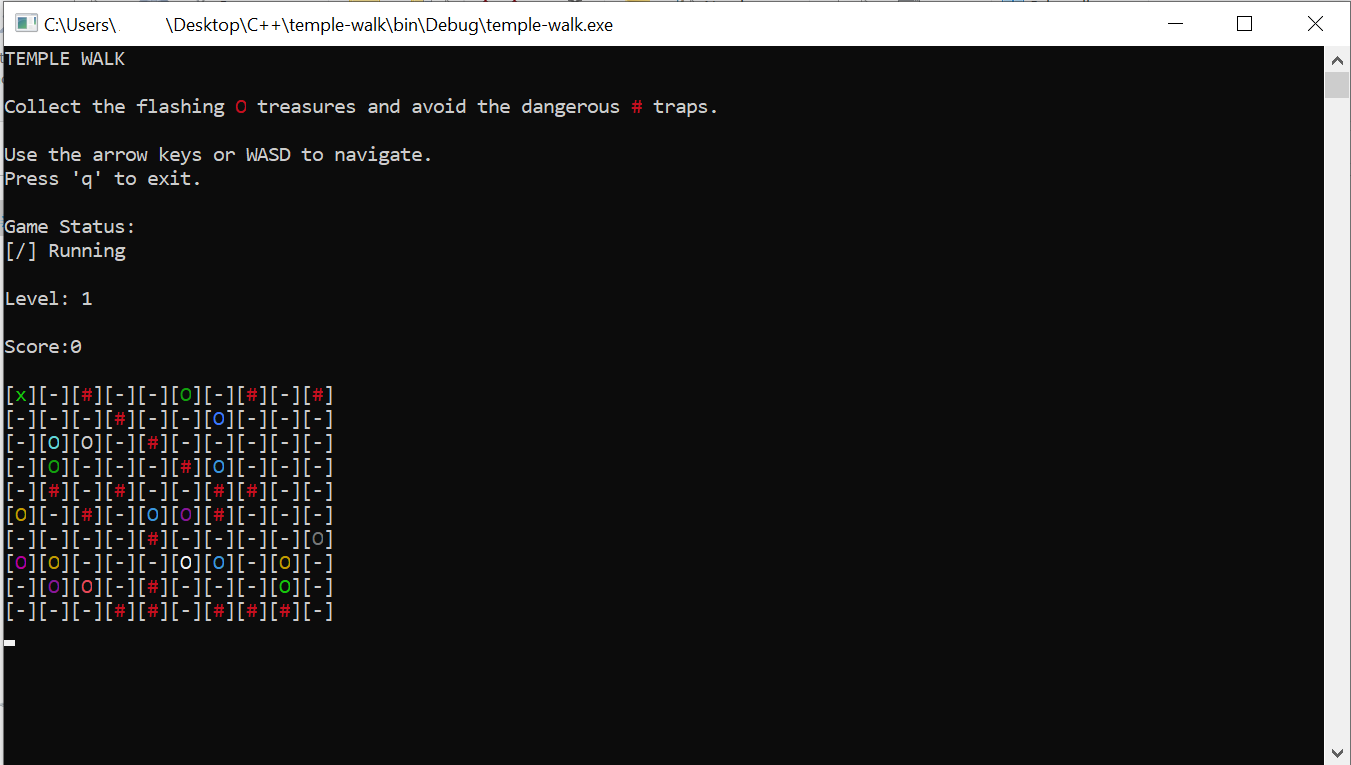 C:\Users\ \Desktop\C++\temple-walk\bin\Debug\temple-walk.exe
TEMPLE WALK
Collect the flashing O treasures and avoid the dangerous # traps.
Use the arrow keys or WASD to navigate.
Press 'q' to exit.
Game Status:
[/] Running
Level: 1
Score:0
[x][-][#][-][-][O][-][#][-][#]
[-][-][-][#][-][-][O][-][-][-]
[-][O][O][-][#][-][-][-][-][-]
[-][O][-][-][-][#][O][-][-][-]
[-][#][-][#][-][-][#][#][-][-]
[O][-][#][-][O][O][#][-][-][-]
[-][-][-][-][#][-][-][-][-][O]
[O][O][-][-][-][O][O][-][O][-]
[-][O][O][-][#][-][-][-][O][-]
[-][-][-][#][#][-][#][#][#][-]